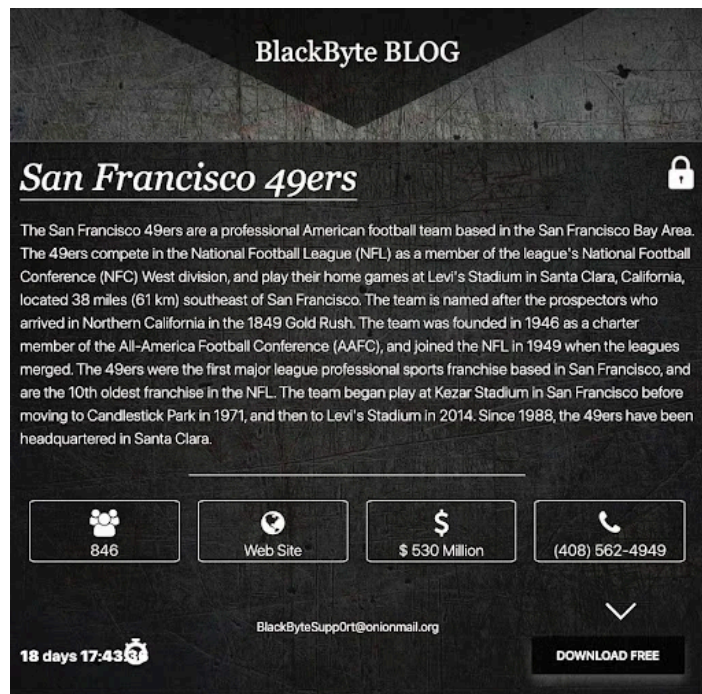 BlackByte BLOG
San Francisco 49ers
The San Francisco 49ers are a professional American football team based in the San Francisco Bay Area.
The 49ers compete in the National Football League (NFL) as a member of the league's National Football
Conference (NFC) West division, and play their home games at Levi's Stadium in Santa Clara, California,
located 38 miles (61 km) southeast of San Francisco. The team is named after the prospectors who
arrived in Northern California in the 1849 Gold Rush. The team was founded in 1946 as a charter
member of the All-America Football Conference (AAFC), and joined the NFL in 1949 when the leagues
merged. The 49ers were the first major league professional sports franchise based in San Francisco, and
are the 10th oldest franchise in the NFL. The team began play at Kezar Stadium in San Francisco before
moving to Candlestick Park in 1971, and then to Levi's Stadium in 2014. Since 1988, the 49ers have been
headquartered in Santa Clara.
846
Web Site
$ 530 Million
(408) 562-4949
BlackByteSupp0rt@onionmail.org
18 days 17:43:36
DOWNLOAD FREE